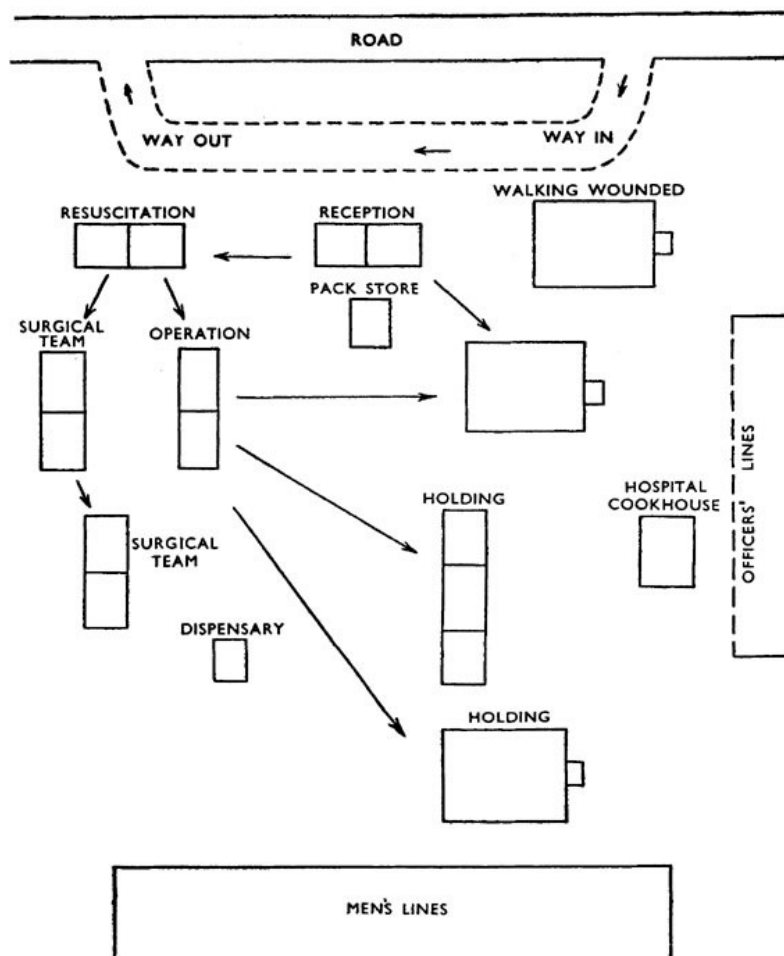 ROAD
WAY OUT
WAY IN
WALKING WOUNDED
RESUSCITATION
RECEPTION
PACK STORE
SURGICAL
TEAM
OPERATION
HOLDING
HOSPITAL
COOKHOUSE
OFFICERS' LINES
SURGICAL
TEAM
DISPENSARY
HOLDING
MEN'S LINES